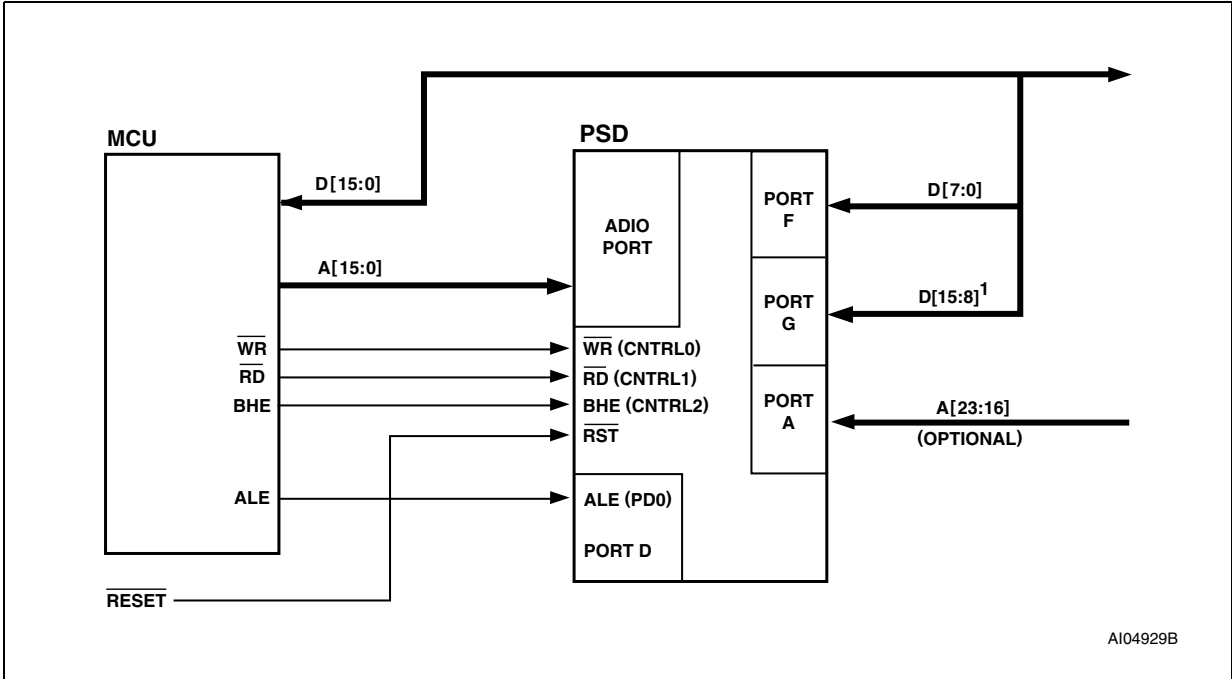 MCU
PSD
D[15:0]
A[15:0]
WR
RD
BHE
ALE
RESET
ADIO
PORT
WR (CNTRL0)
RD (CNTRL1)
BHE (CNTRL2)
RST
ALE (PD0)
PORT D
PORT
F
PORT
G
PORT
A
D[7:0]
D[15:8]1
A[23:16]
(OPTIONAL)
AI04929B